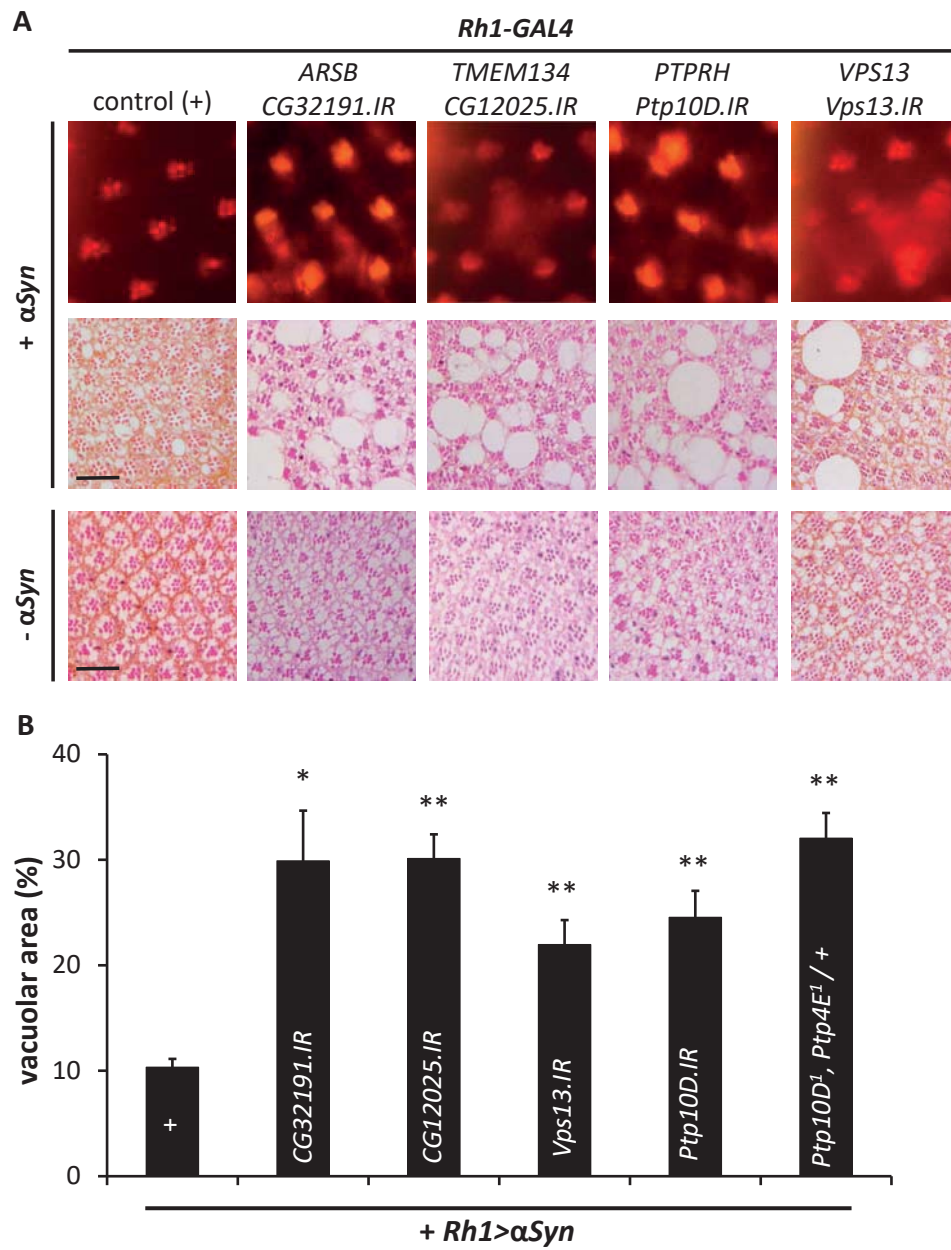 A
Rh1-GAL4
control (+)
ARSB
CG32191.IR
TMEM134
CG12025.IR
PTPRH
Ptp10D.IR
VPS13
Vps13.IR
+ αSyn
- αSyn
B
vacuolar area (%)
40
30
20
10
0
+
*
CG32191.IR
**
CG12025.IR
**
Vps13.IR
**
Ptp10D.IR
**
Ptp10D¹, Ptp4E¹ / +
+ Rh1>αSyn